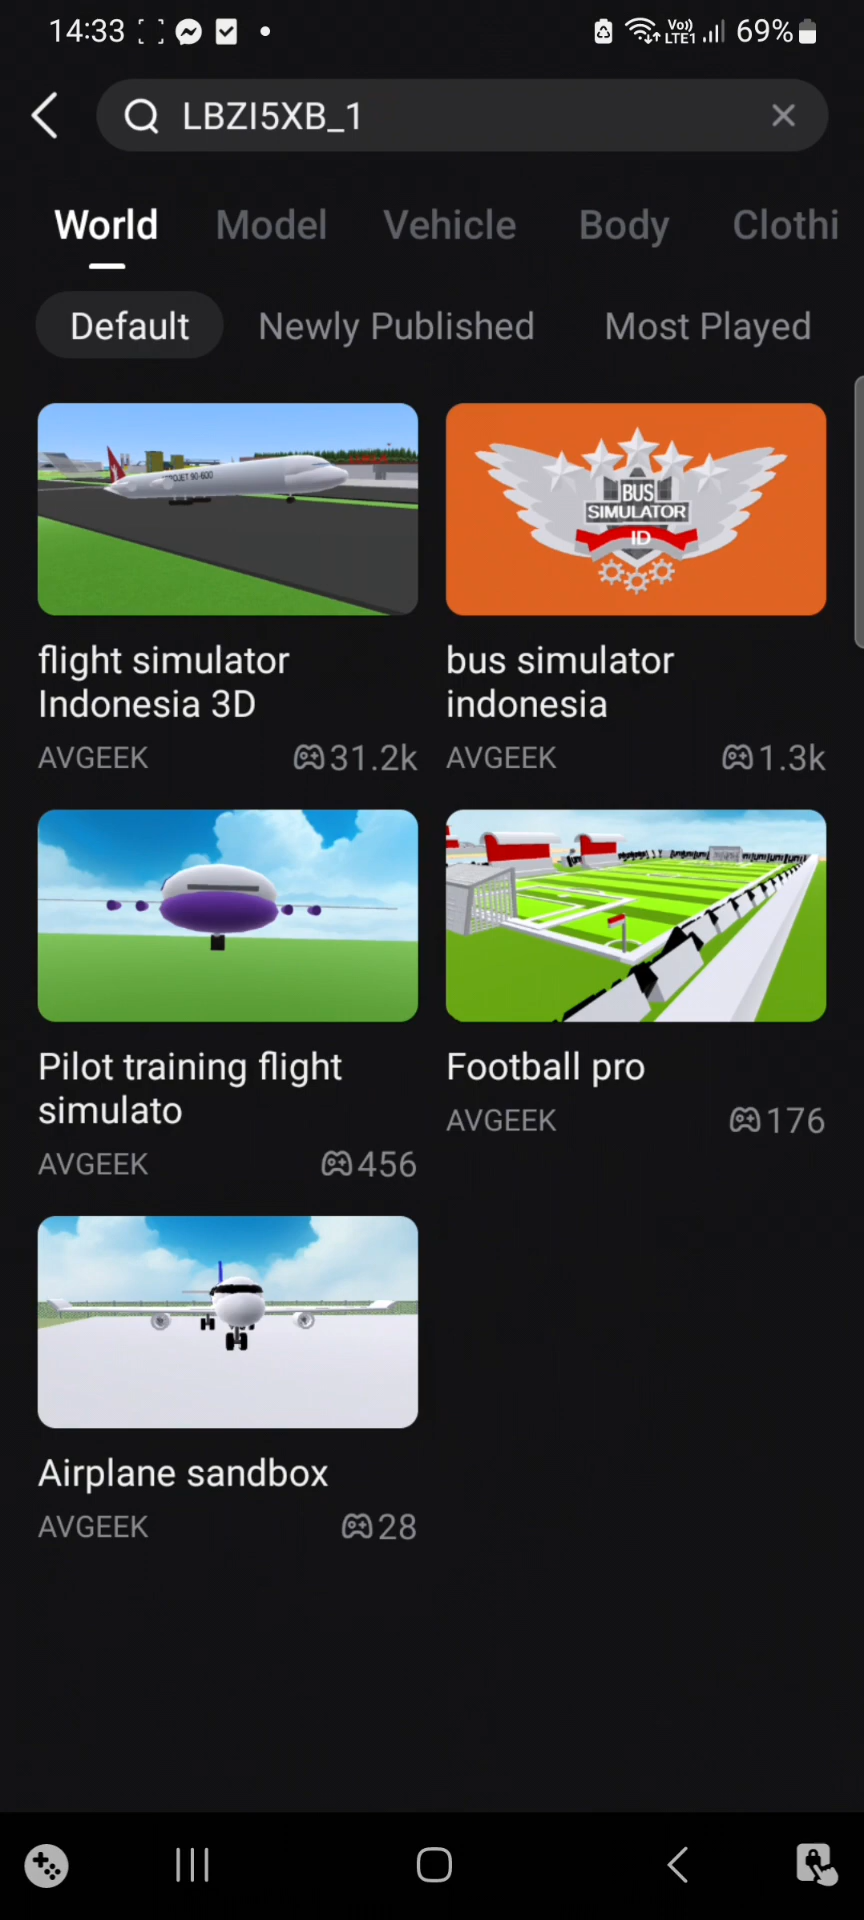 14:33
Vo)) LTE1 69%
LBZI5XB_1
World Model Vehicle Body Clothi
Default Newly Published Most Played
BUS
SIMULATOR
ID
flight simulator
Indonesia 3D
AVGEEK 31.2k
bus simulator
indonesia
AVGEEK 1.3k
Pilot training flight
simulato
AVGEEK 456
Football pro
AVGEEK 176
Airplane sandbox
AVGEEK 28